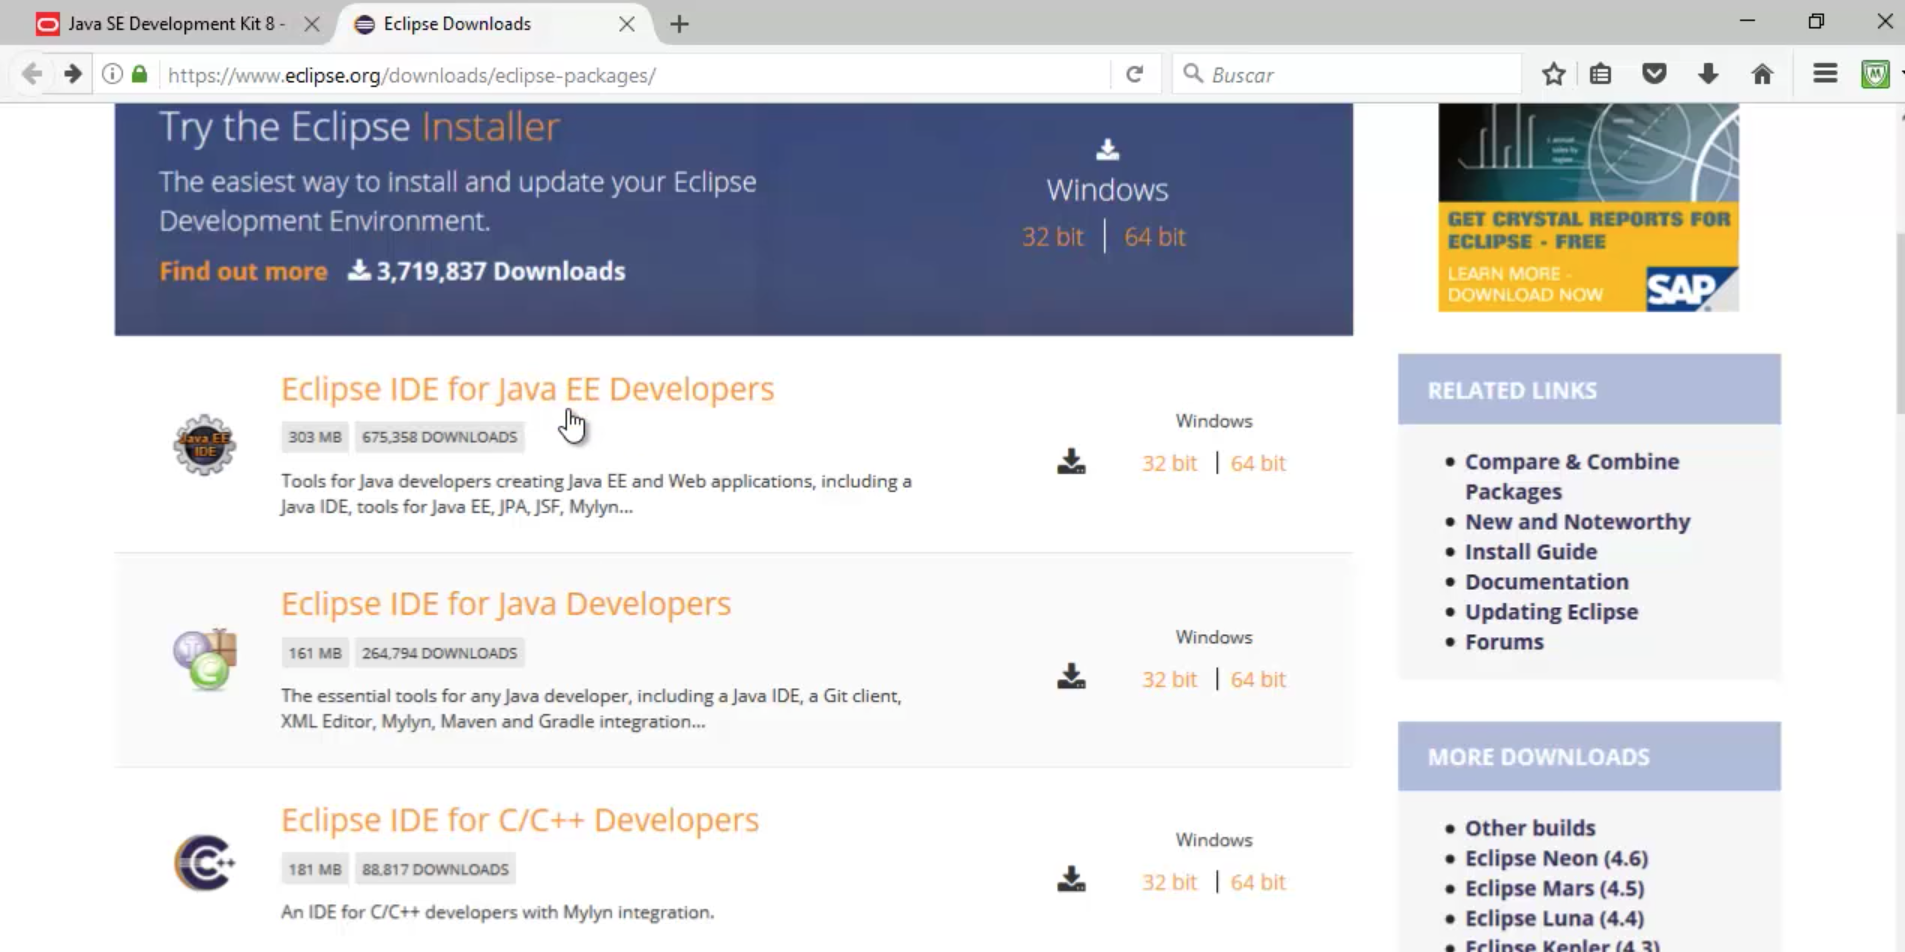 Java SE Development Kit 8 -
Eclipse Downloads
https://www.eclipse.org/downloads/eclipse-packages/
Buscar
Try the Eclipse Installer
The easiest way to install and update your Eclipse
Development Environment.
Find out more 3,719,837 Downloads
Windows
32 bit | 64 bit
GET CRYSTAL REPORTS FOR
ECLIPSE - FREE
LEARN MORE -
DOWNLOAD NOW
SAP
Eclipse IDE for Java EE Developers
303 MB 675,358 DOWNLOADS
Tools for Java developers creating Java EE and Web applications, including a
Java IDE, tools for Java EE, JPA, JSF, Mylyn...
Java EE
IDE
Windows
32 bit | 64 bit
Eclipse IDE for Java Developers
161 MB 264,794 DOWNLOADS
The essential tools for any Java developer, including a Java IDE, a Git client,
XML Editor, Mylyn, Maven and Gradle integration...
Windows
32 bit | 64 bit
Eclipse IDE for C/C++ Developers
181 MB 88,817 DOWNLOADS
An IDE for C/C++ developers with Mylyn integration.
C++
Windows
32 bit | 64 bit
RELATED LINKS
• Compare & Combine
Packages
• New and Noteworthy
• Install Guide
• Documentation
• Updating Eclipse
• Forums
MORE DOWNLOADS
• Other builds
• Eclipse Neon (4.6)
• Eclipse Mars (4.5)
• Eclipse Luna (4.4)
• Eclipse Kepler (4.3)